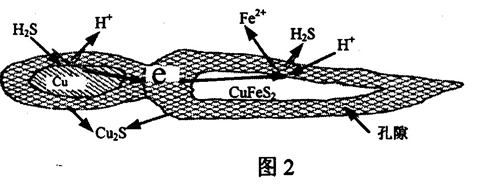 H₂S H⁺ Fe²⁺ H₂S H⁺
Cu e CuFeS₂
Cu₂S 孔隙
图2